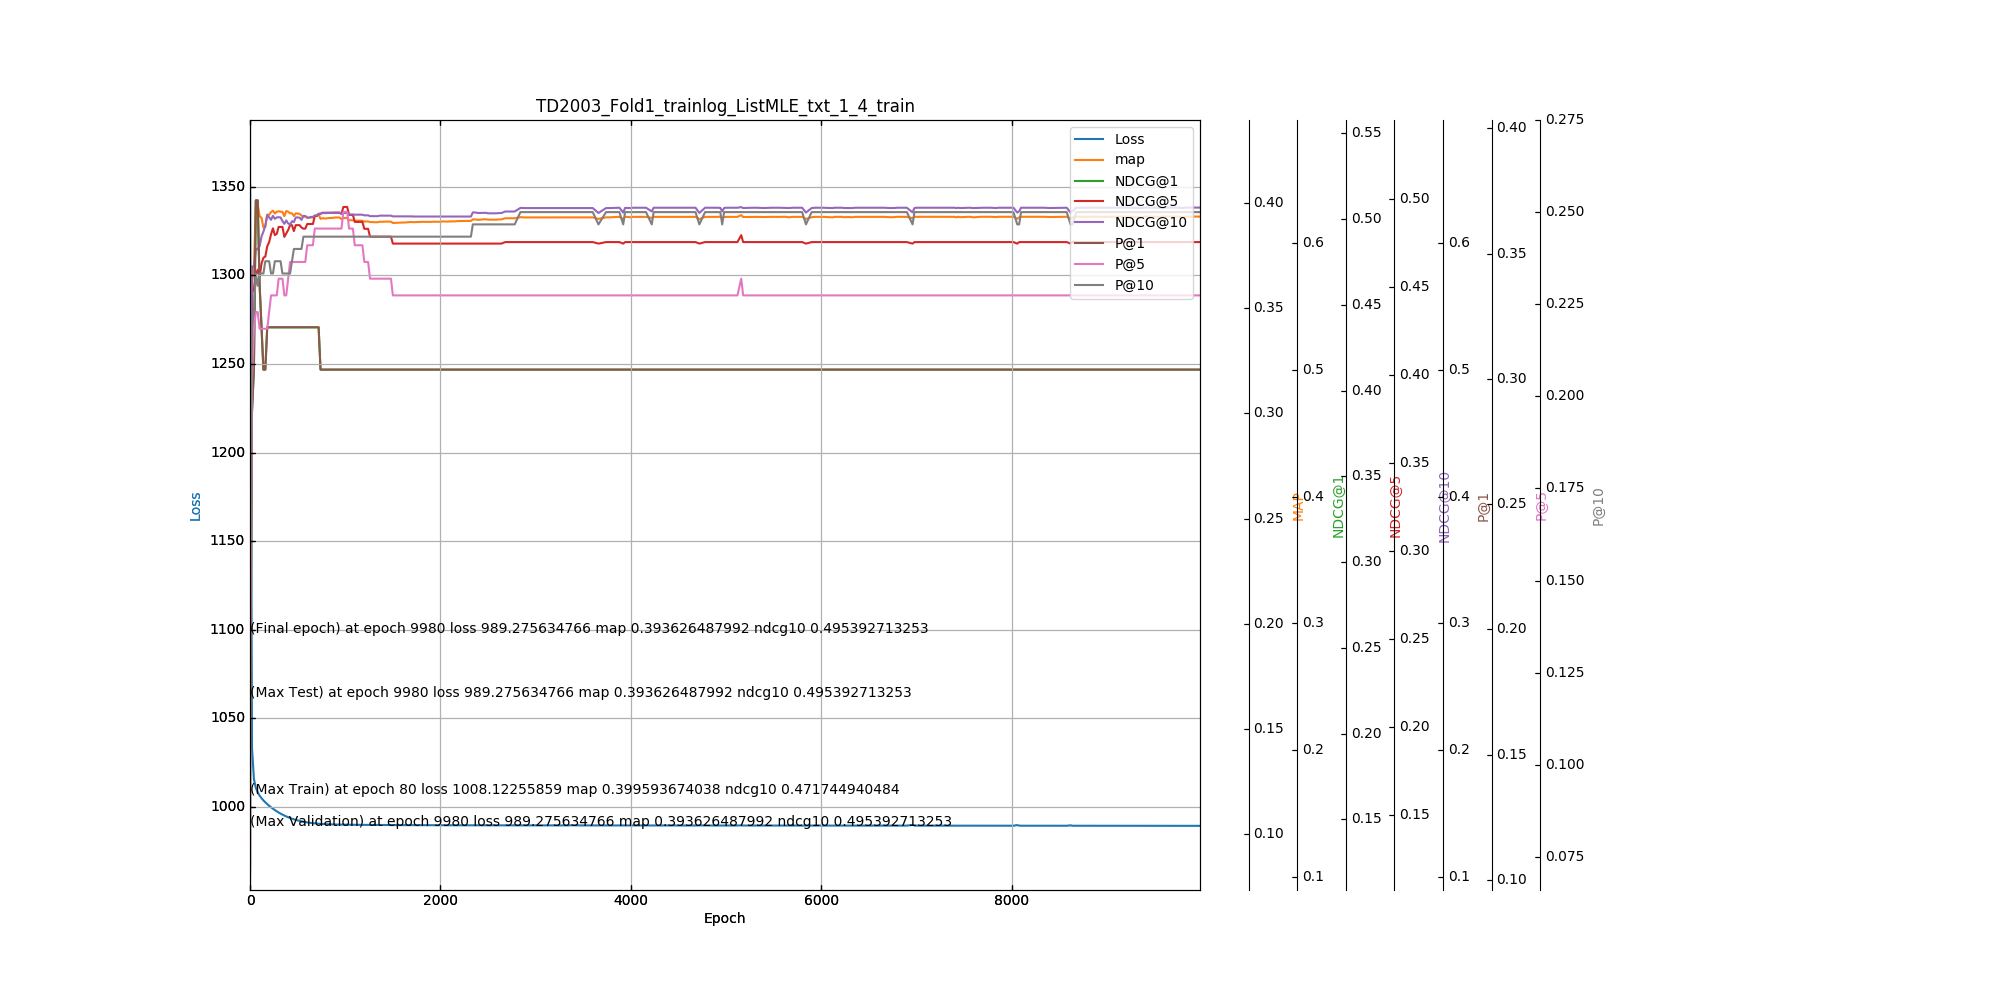 TD2003_Fold1_trainlog_ListMLE_txt_1_4_train
Loss
map
NDCG@1
NDCG@5
NDCG@10
P@1
P@5
P@10
1350
1300
1250
1200
1150
1100
1050
1000
Loss
(Final epoch) at epoch 9980 loss 989.275634766 map 0.393626487992 ndcg10 0.495392713253
(Max Test) at epoch 9980 loss 989.275634766 map 0.393626487992 ndcg10 0.495392713253
(Max Train) at epoch 80 loss 1008.12255859 map 0.399593674038 ndcg10 0.471744940484
(Max Validation) at epoch 9980 loss 989.275634766 map 0.393626487992 ndcg10 0.495392713253
0 2000 4000 6000 8000
Epoch
0.40
0.35
0.30
0.25
0.20
0.15
0.10
MAP
0.6
0.5
0.4
0.3
0.2
0.1
NDCG@1
0.55
0.50
0.45
0.40
0.35
0.30
0.25
0.20
0.15
NDCG@5
0.50
0.45
0.40
0.35
0.30
0.25
0.20
0.15
NDCG@10
0.6
0.5
0.4
0.3
0.2
0.1
P@1
0.40
0.35
0.30
0.25
0.20
0.15
0.10
P@5
0.275
0.250
0.225
0.200
0.175
0.150
0.125
0.100
0.075
P@10